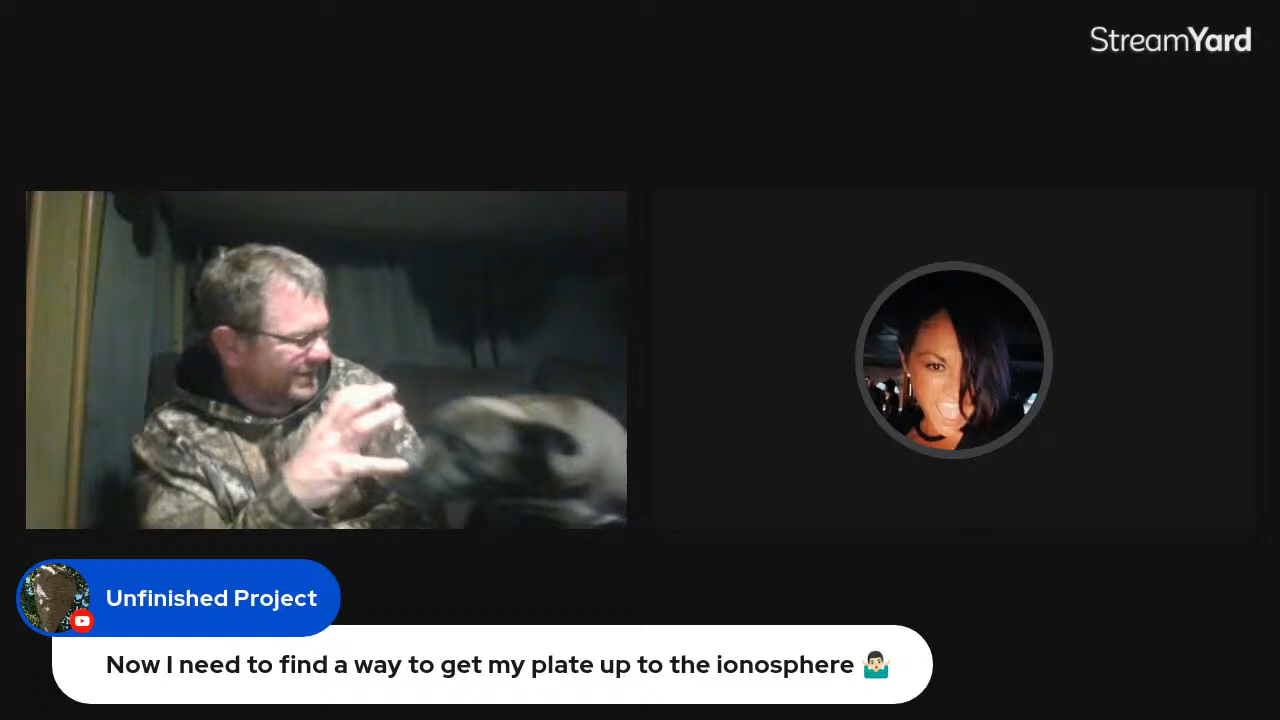 StreamYard
Unfinished Project
Now I need to find a way to get my plate up to the ionosphere 🤷🏻‍♂️